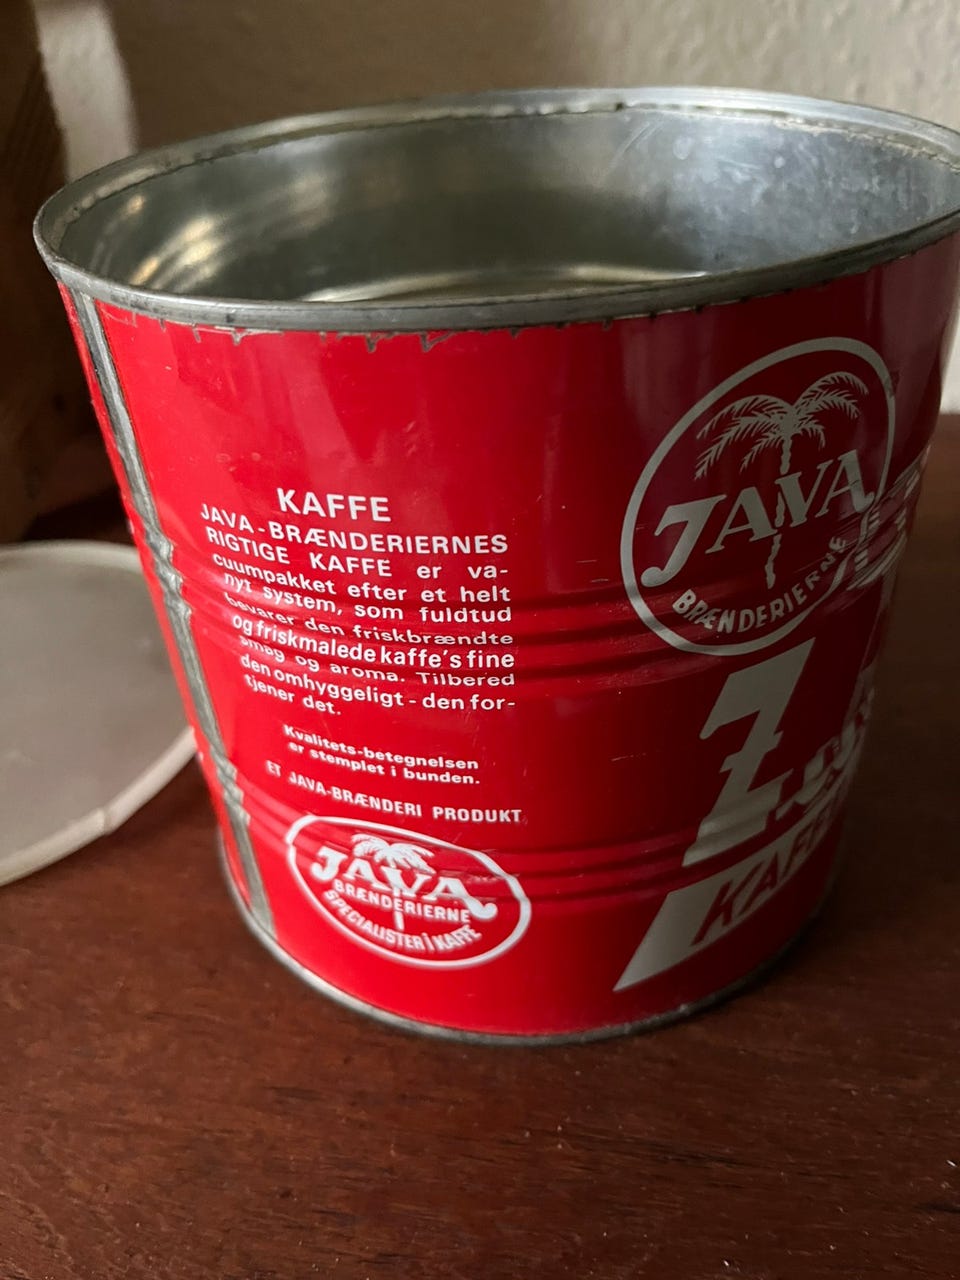 KAFFE
JAVA-BRÆNDERIERNES
RIGTIGE KAFFE er va-
cuumpakket efter et helt
nyt system, som fuldtud
bevarer den friskbrændte
og friskmalede kaffe's fine
smag og aroma. Tilbered
den omhyggeligt - den for-
tjener det.
Kvalitets-betegnelsen
er stemplet i bunden.
ET JAVA-BRÆNDERI PRODUKT
JAVA
BRÆNDERIERNE
SPECIALISTER i KAFFE
JAVA
BRÆNDERIERNE
KAFFE